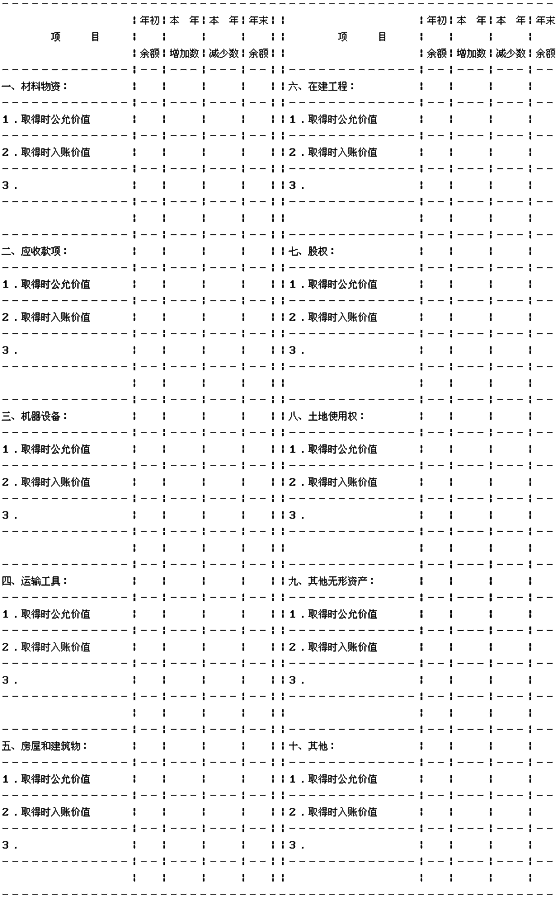 年初 本 年 本 年 年末 年初 本 年 本 年 年末
项 目 项 目
余额 增加数 减少数 余额 余额 增加数 减少数 余额
一、材料物资： 六、在建工程：
1．取得时公允价值 1．取得时公允价值
2．取得时入账价值 2．取得时入账价值
3． 3．
二、应收款项： 七、股权：
1．取得时公允价值 1．取得时公允价值
2．取得时入账价值 2．取得时入账价值
3． 3．
三、机器设备： 八、土地使用权：
1．取得时公允价值 1．取得时公允价值
2．取得时入账价值 2．取得时入账价值
3． 3．
四、运输工具： 九、其他无形资产：
1．取得时公允价值 1．取得时公允价值
2．取得时入账价值 2．取得时入账价值
3． 3．
五、房屋和建筑物： 十、其他：
1．取得时公允价值 1．取得时公允价值
2．取得时入账价值 2．取得时入账价值
3． 3．